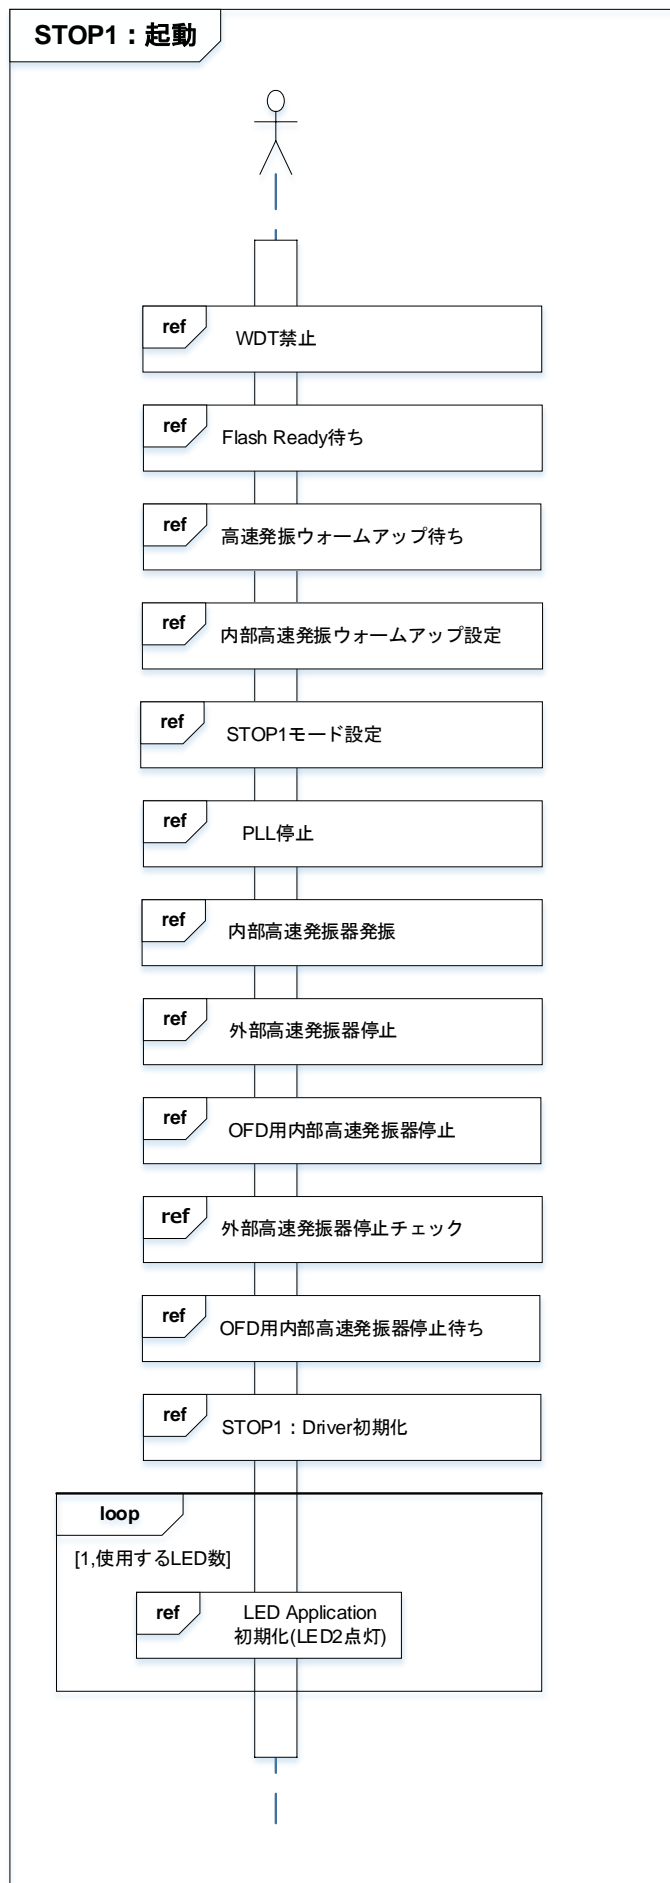 STOP1：起動
ref
WDT禁止
ref
Flash Ready待ち
ref
高速発振ウォームアップ待ち
ref
内部高速発振ウォームアップ設定
ref
STOP1モード設定
ref
PLL停止
ref
内部高速発振器発振
ref
外部高速発振器停止
ref
OFD用内部高速発振器停止
ref
外部高速発振器停止チェック
ref
OFD用内部高速発振器停止待ち
ref
STOP1：Driver初期化
loop
[1,使用するLED数]
ref
LED Application
初期化(LED2点灯)